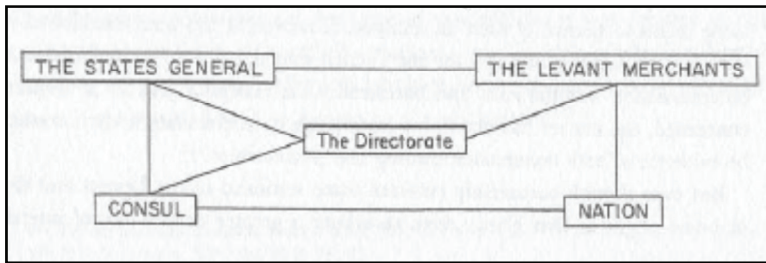 THE STATES GENERAL
THE LEVANT MERCHANTS
The Directorate
CONSUL
NATION